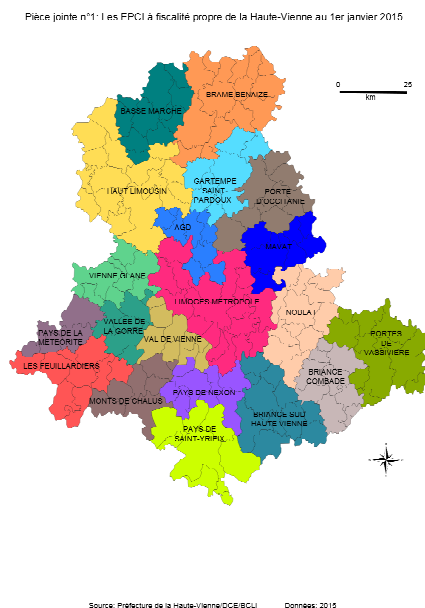 Pièce jointe n°1: Les EPCI à fiscalité propre de la Haute-Vienne au 1er janvier 2015
0 25
km
BRAME BENAIZE
BASSE MARCHE
HAUT LIMOUSIN
GARTEMPE
SAINT-
PARDOUX
PORTE
D'OCCITANIE
AGD
VIENNE GLANE
LIMOGES METROPOLE
NOBLAT
VALLEE DE
LA GORRE
PAYS DE LA
METEORITE
VAL DE VIENNE
PORTES
DE
VASSIVIERE
LES FEUILLARDIERS
BRIANCE
COMBADE
PAYS DE NEXON
MONTS DE CHALUS
BRIANCE SUD
HAUTE VIENNE
PAYS DE
SAINT-YRIEIX
Source: Préfecture de la Haute-Vienne/DCE/BCLI Données: 2015